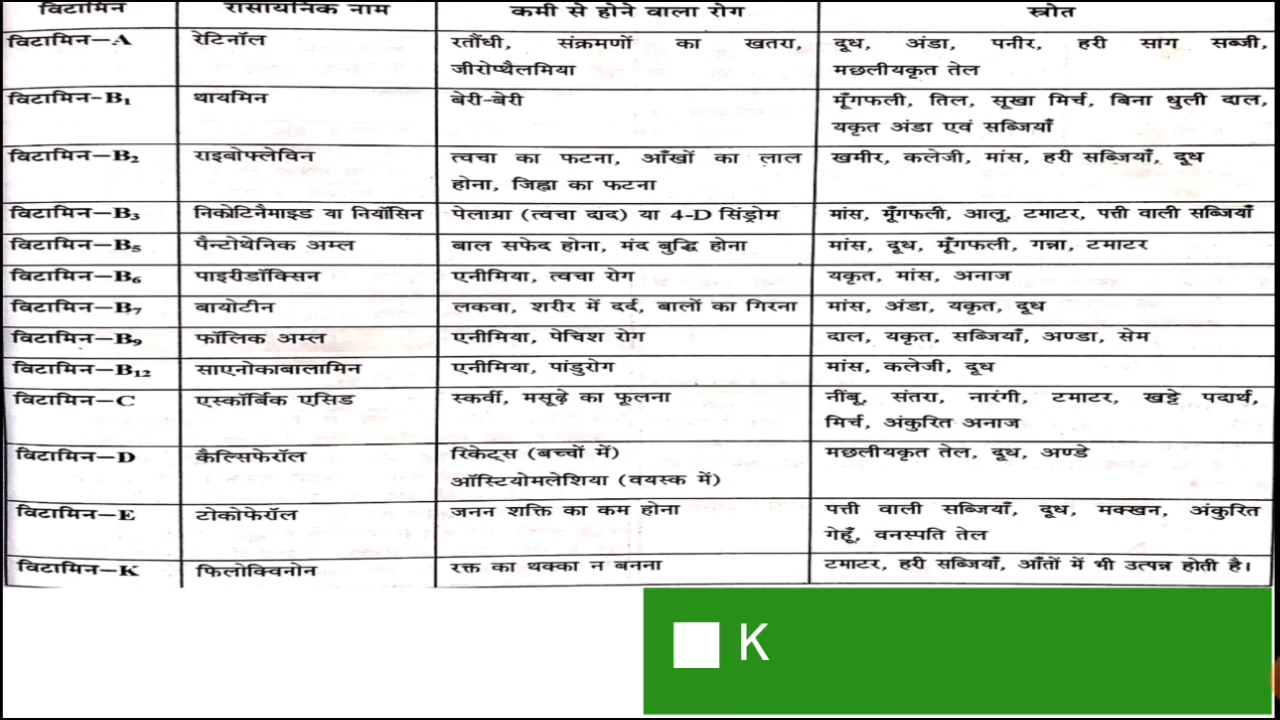 विटामिन रासायनिक नाम कमी से होने वाला रोग स्त्रोत
विटामिन–A रेटिनॉल रतौंधी, संक्रमणों का खतरा, दूध, अंडा, पनीर, हरी साग सब्जी,
जीरोप्थैलमिया मछलीयकृत तेल
विटामिन-B₁ थायमिन बेरी-बेरी मूँगफली, तिल, सूखा मिर्च, बिना धुली दाल,
यकृत अंडा एवं सब्जियाँ
विटामिन–B₂ राइबोफ्लेविन त्वचा का फटना, आँखों का लाल खमीर, कलेजी, मांस, हरी सब्जियाँ, दूध
होना, जिह्वा का फटना
विटामिन–B₃ निकोटिनैमाइड या नियॉसिन पेलाग्रा (त्वचा दाद) या 4-D सिंड्रोम मांस, मूँगफली, आलू, टमाटर, पत्ती वाली सब्जियाँ
विटामिन–B₅ पैन्टोथेनिक अम्ल बाल सफेद होना, मंद बुद्धि होना मांस, दूध, मूँगफली, गन्ना, टमाटर
विटामिन–B₆ पाइरीडॉक्सिन एनीमिया, त्वचा रोग यकृत, मांस, अनाज
विटामिन–B₇ बायोटीन लकवा, शरीर में दर्द, बालों का गिरना मांस, अंडा, यकृत, दूध
विटामिन–B₉ फॉलिक अम्ल एनीमिया, पेचिश रोग दाल, यकृत, सब्जियाँ, अण्डा, सेम
विटामिन–B₁₂ साएनोकाबालामिन एनीमिया, पांडुरोग मांस, कलेजी, दूध
विटामिन–C एस्कॉर्बिक एसिड स्कर्वी, मसूढ़े का फूलना नींबू, संतरा, नारंगी, टमाटर, खट्टे पदार्थ,
मिर्च, अंकुरित अनाज
विटामिन–D कैल्सिफेरॉल रिकेट्स (बच्चों में) मछलीयकृत तेल, दूध, अण्डे
ऑस्टियोमलेशिया (वयस्क में)
विटामिन–E टोकोफेरॉल जनन शक्ति का कम होना पत्ती वाली सब्जियाँ, दूध, मक्खन, अंकुरित
गेहूँ, वनस्पति तेल
विटामिन–K फिलोक्विनोन रक्त का थक्का न बनना टमाटर, हरी सब्जियाँ, आँतों में भी उत्पन्न होती है।
K